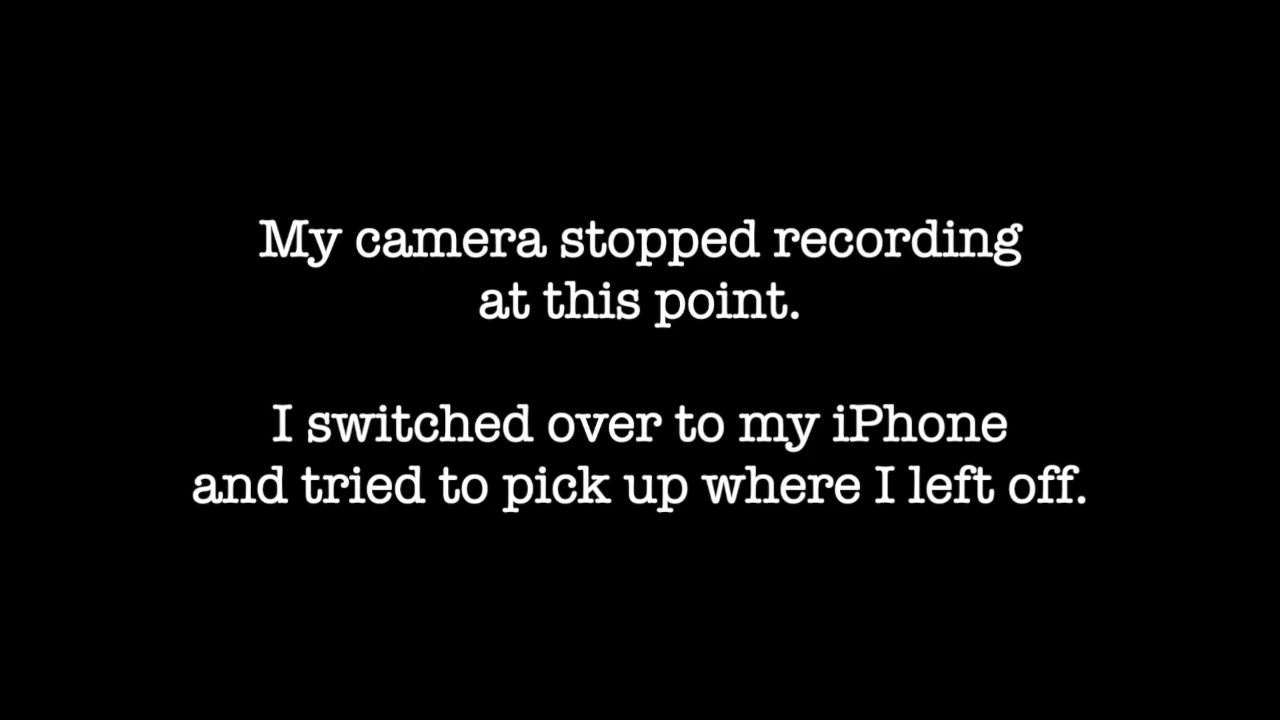 My camera stopped recording
at this point.
I switched over to my iPhone
and tried to pick up where I left off.